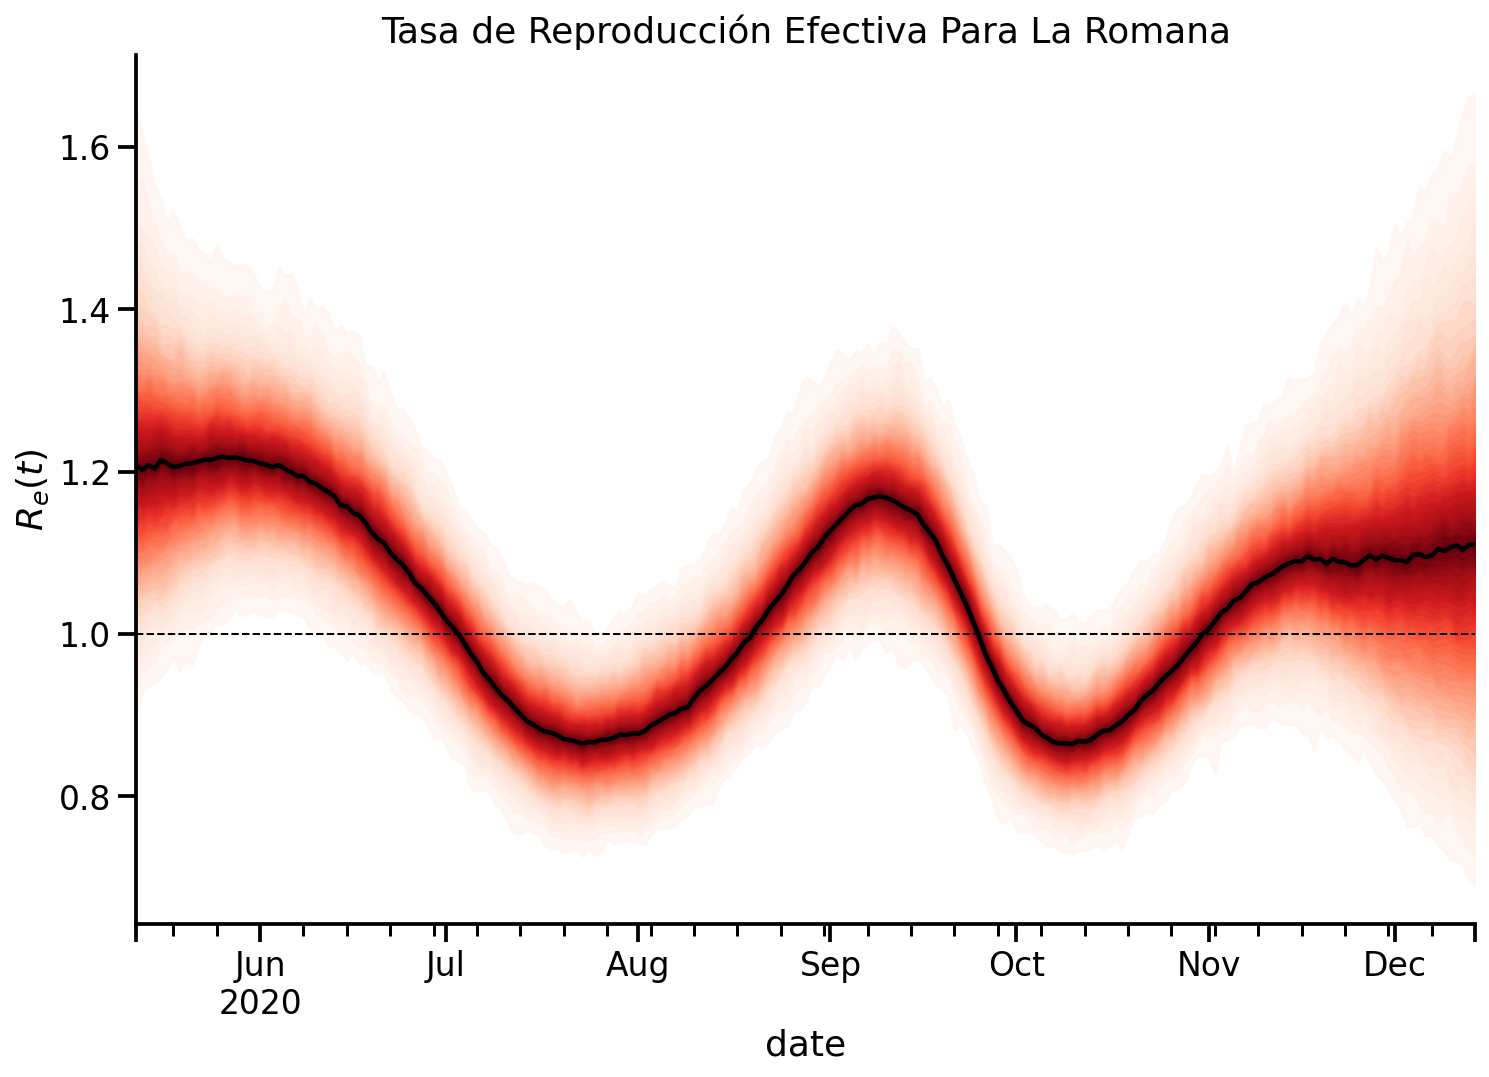 Tasa de Reproducción Efectiva Para La Romana
1.6
1.4
1.2
1.0
0.8
R_e(t)
Jun
2020
Jul
Aug
Sep
Oct
Nov
Dec
date